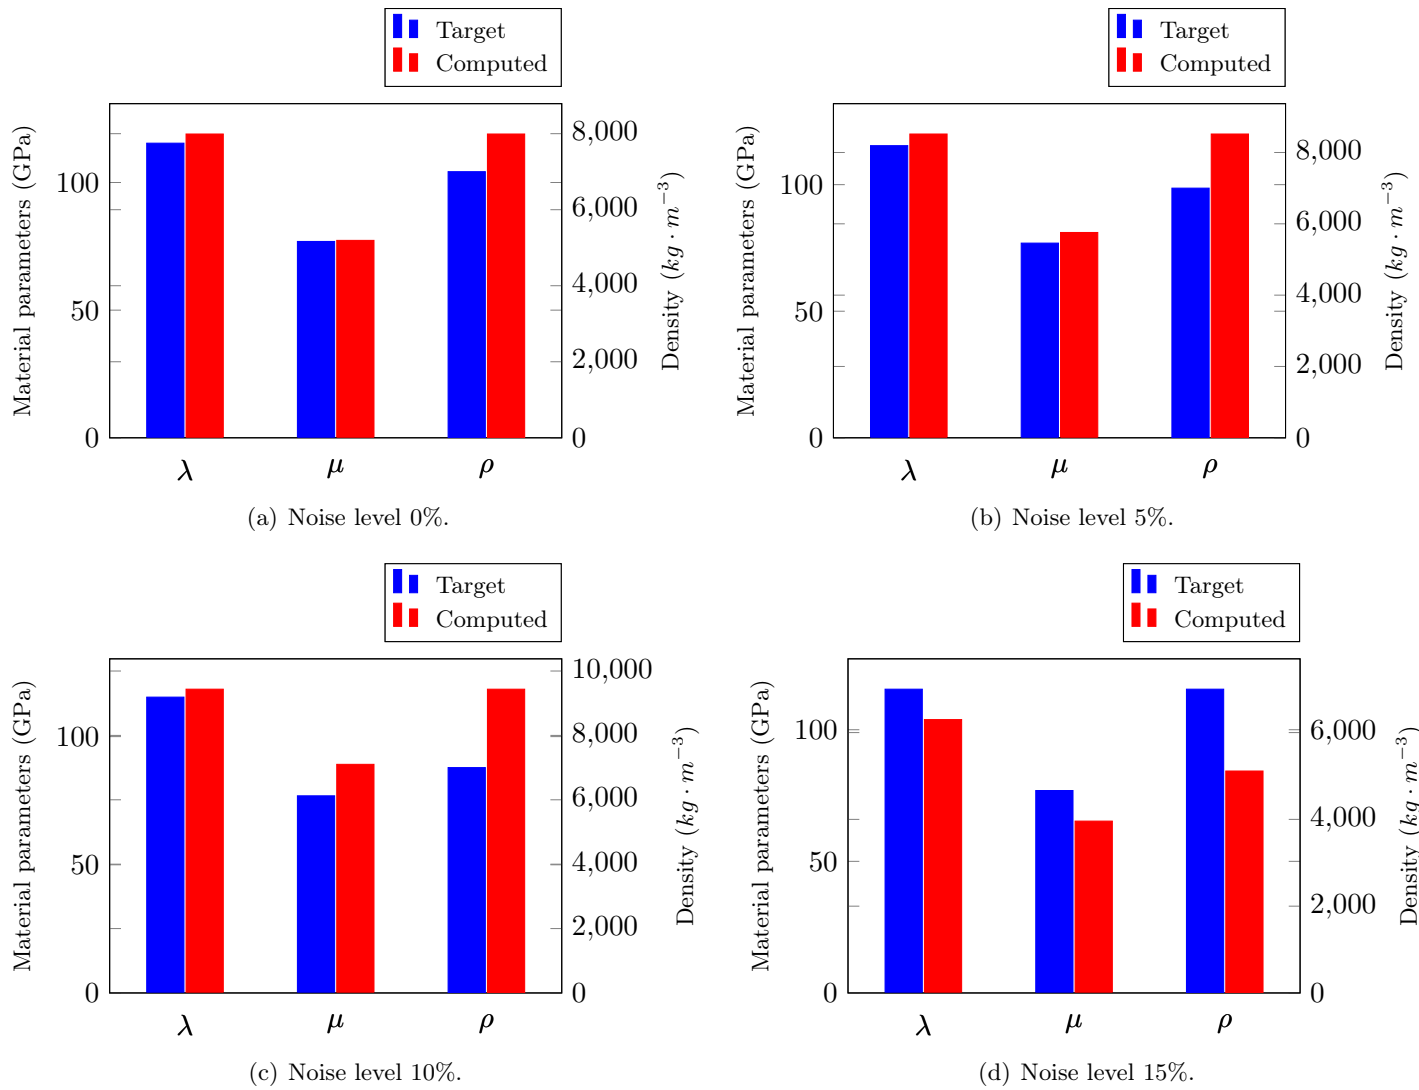 Target
Computed
Material parameters (GPa)
100
50
0
8,000
6,000
4,000
2,000
0
Density (kg · m⁻³)
λ
μ
ρ
(a) Noise level 0%.
Target
Computed
Material parameters (GPa)
100
50
0
8,000
6,000
4,000
2,000
0
Density (kg · m⁻³)
λ
μ
ρ
(b) Noise level 5%.
Target
Computed
Material parameters (GPa)
100
50
0
10,000
8,000
6,000
4,000
2,000
0
Density (kg · m⁻³)
λ
μ
ρ
(c) Noise level 10%.
Target
Computed
Material parameters (GPa)
100
50
0
6,000
4,000
2,000
0
Density (kg · m⁻³)
λ
μ
ρ
(d) Noise level 15%.